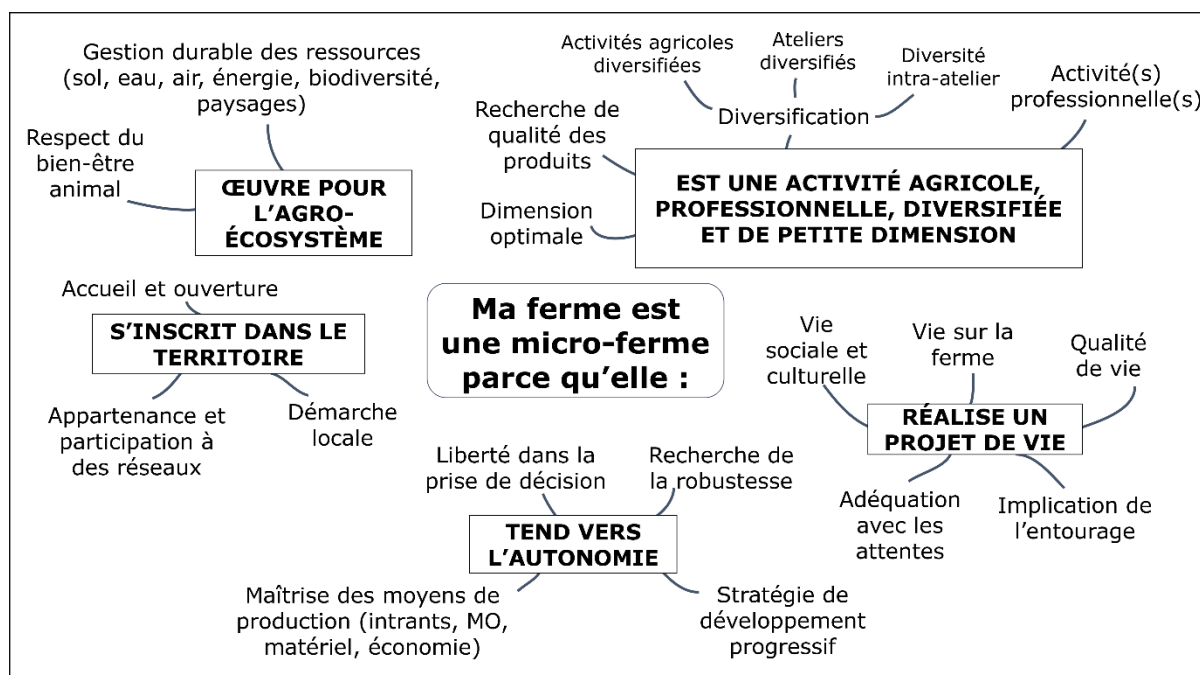 Gestion durable des ressources
(sol, eau, air, énergie, biodiversité,
paysages)
Respect du
bien-être
animal
ŒUVRE POUR
L'AGRO-
ÉCOSYSTÈME
Activités agricoles
diversifiées
Ateliers
diversifiés
Diversité
intra-atelier
Activité(s)
professionnelle(s)
Diversification
Recherche de
qualité des
produits
Dimension
optimale
EST UNE ACTIVITÉ AGRICOLE,
PROFESSIONNELLE, DIVERSIFIÉE
ET DE PETITE DIMENSION
Accueil et ouverture
S'INSCRIT DANS LE
TERRITOIRE
Appartenance et
participation à
des réseaux
Démarche
locale
Ma ferme est
une micro-ferme
parce qu'elle :
Vie
sociale et
culturelle
Vie sur la
ferme
Qualité
de vie
RÉALISE UN
PROJET DE VIE
Adéquation
avec les
attentes
Implication de
l'entourage
Liberté dans la
prise de décision
Recherche de
la robustesse
TEND VERS
L'AUTONOMIE
Maîtrise des moyens de
production (intrants, MO,
matériel, économie)
Stratégie de
développement
progressif